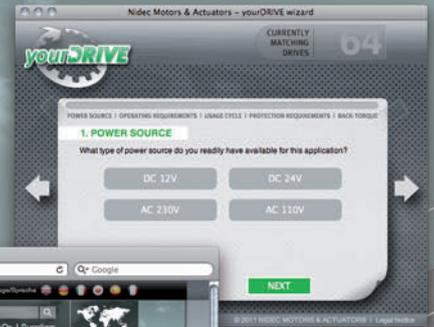 Nidec Motors & Actuators – yourDRIVE wizard
yourDRIVE
CURRENTLY
MATCHING
DRIVES
64
POWER SOURCE | OPERATING REQUIREMENTS | USAGE CYCLE | PROTECTION REQUIREMENTS | BACK TORQUE
1. POWER SOURCE
What type of power source do you readily have available for this application?
DC 12V
DC 24V
AC 230V
AC 110V
NEXT
© 2011 NIDEC MOTORS & ACTUATORS | Legal Notice
Google